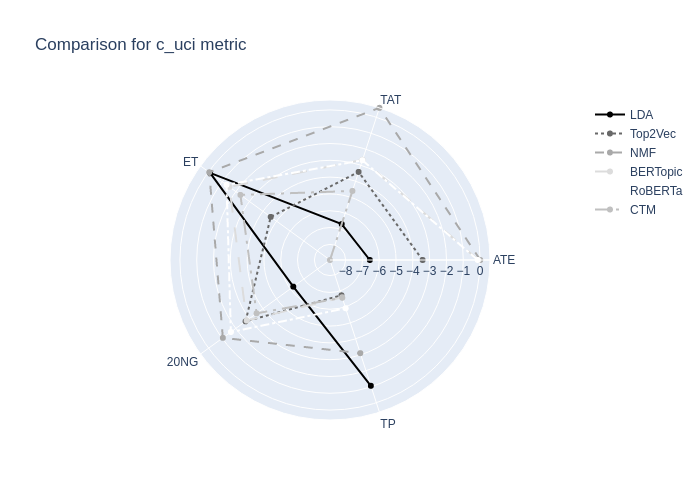 Comparison for c_uci metric
TAT
ET
ATE
20NG
TP
−8 −7 −6 −5 −4 −3 −2 −1 0
LDA
Top2Vec
NMF
BERTopic
RoBERTa
CTM